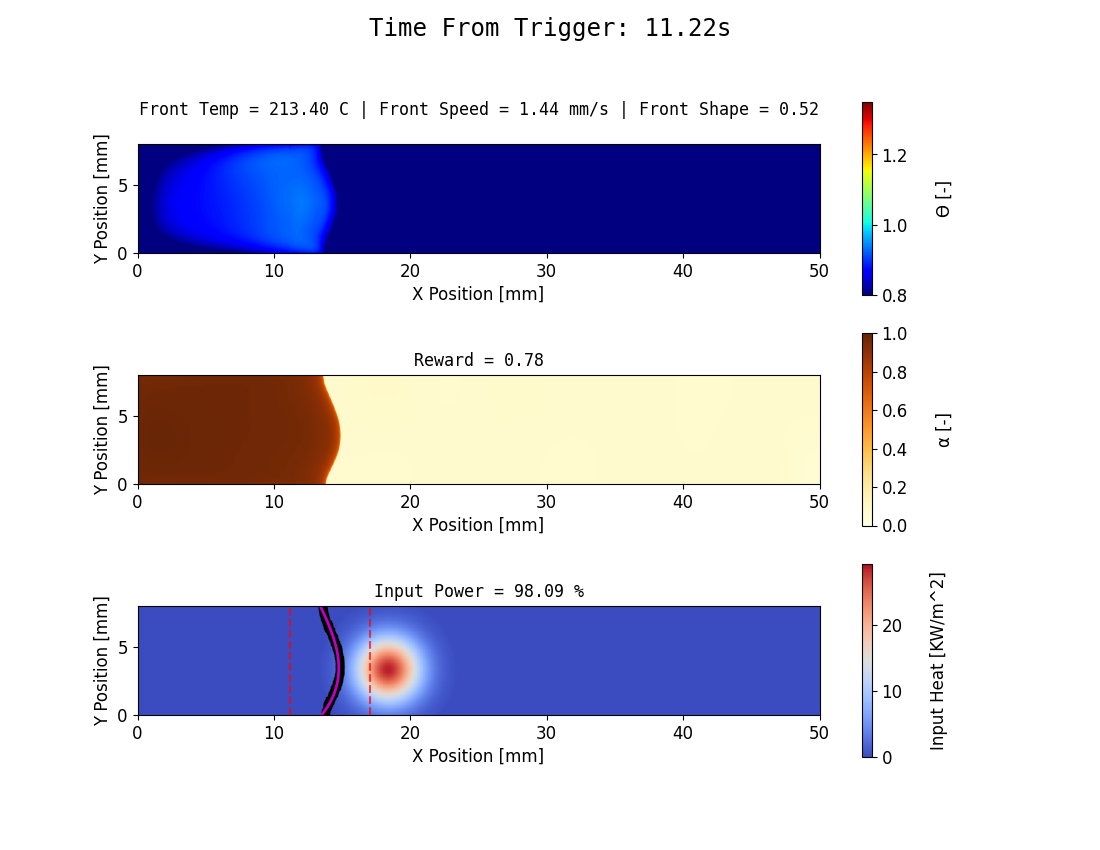 Time From Trigger: 11.22s
Front Temp = 213.40 C | Front Speed = 1.44 mm/s | Front Shape = 0.52
Y Position [mm]
5
0
0 10 20 30 40 50
X Position [mm]
1.2
1.0
0.8
Θ [-]
Reward = 0.78
Y Position [mm]
5
0
0 10 20 30 40 50
X Position [mm]
1.0
0.8
0.6
0.4
0.2
0.0
α [-]
Input Power = 98.09 %
Y Position [mm]
5
0
0 10 20 30 40 50
X Position [mm]
20
10
0
Input Heat [KW/m^2]